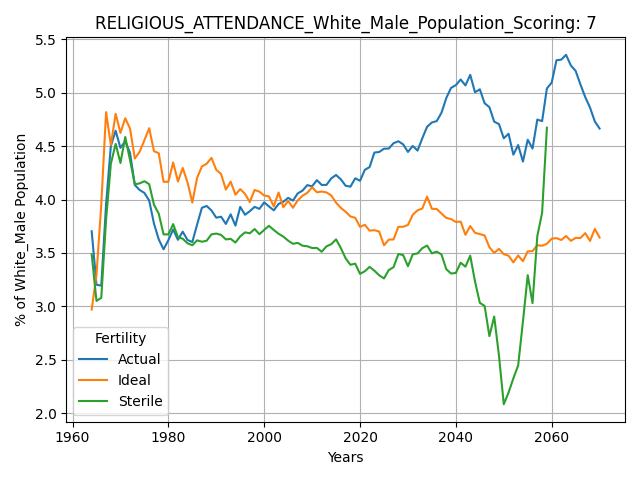 RELIGIOUS_ATTENDANCE_White_Male_Population_Scoring: 7
% of White_Male Population
5.5
5.0
4.5
4.0
3.5
3.0
2.5
2.0
Fertility
Actual
Ideal
Sterile
1960 1980 2000 2020 2040 2060
Years